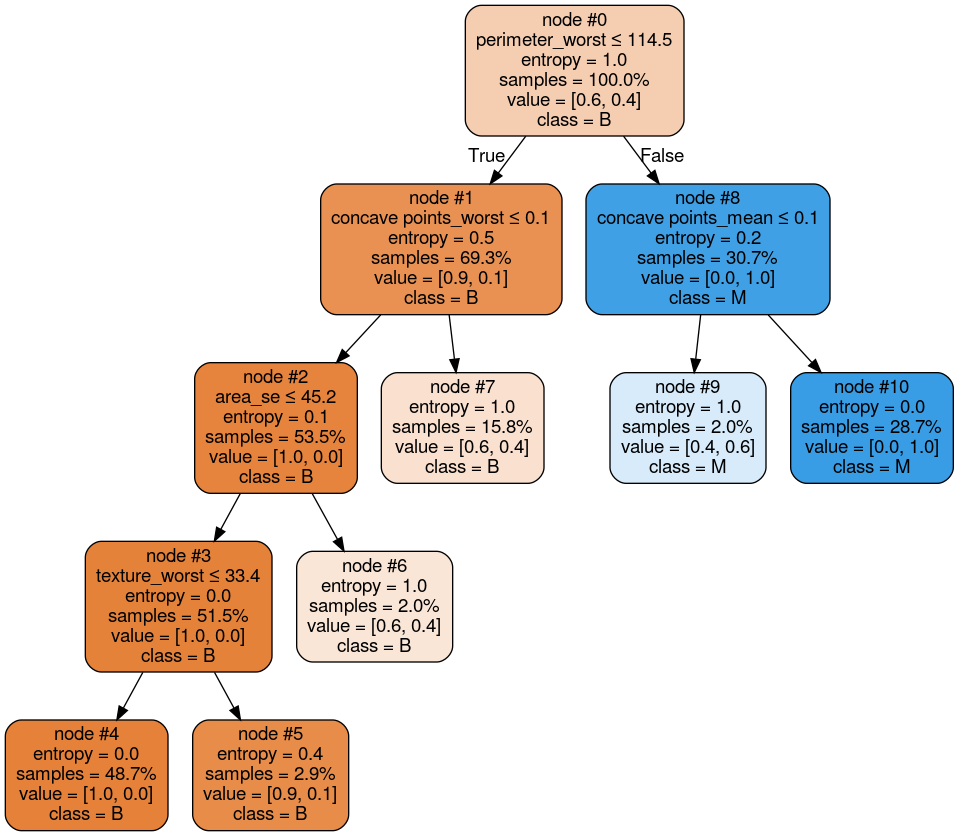 node #0
perimeter_worst ≤ 114.5
entropy = 1.0
samples = 100.0%
value = [0.6, 0.4]
class = B
True
False
node #1
concave points_worst ≤ 0.1
entropy = 0.5
samples = 69.3%
value = [0.9, 0.1]
class = B
node #8
concave points_mean ≤ 0.1
entropy = 0.2
samples = 30.7%
value = [0.0, 1.0]
class = M
node #2
area_se ≤ 45.2
entropy = 0.1
samples = 53.5%
value = [1.0, 0.0]
class = B
node #7
entropy = 1.0
samples = 15.8%
value = [0.6, 0.4]
class = B
node #9
entropy = 1.0
samples = 2.0%
value = [0.4, 0.6]
class = M
node #10
entropy = 0.0
samples = 28.7%
value = [0.0, 1.0]
class = M
node #3
texture_worst ≤ 33.4
entropy = 0.0
samples = 51.5%
value = [1.0, 0.0]
class = B
node #6
entropy = 1.0
samples = 2.0%
value = [0.6, 0.4]
class = B
node #4
entropy = 0.0
samples = 48.7%
value = [1.0, 0.0]
class = B
node #5
entropy = 0.4
samples = 2.9%
value = [0.9, 0.1]
class = B